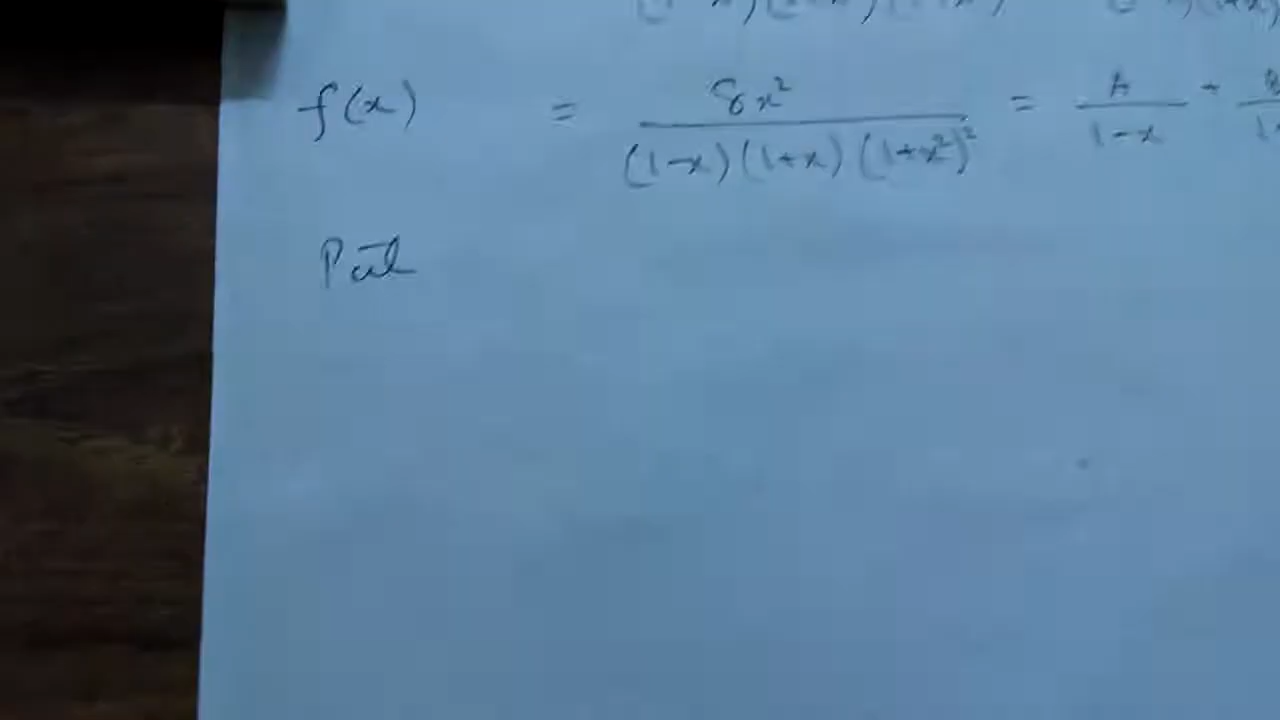 f(x) = 8x² / (1-x)(1+x)(1+x²)² = A / 1-x +
Put